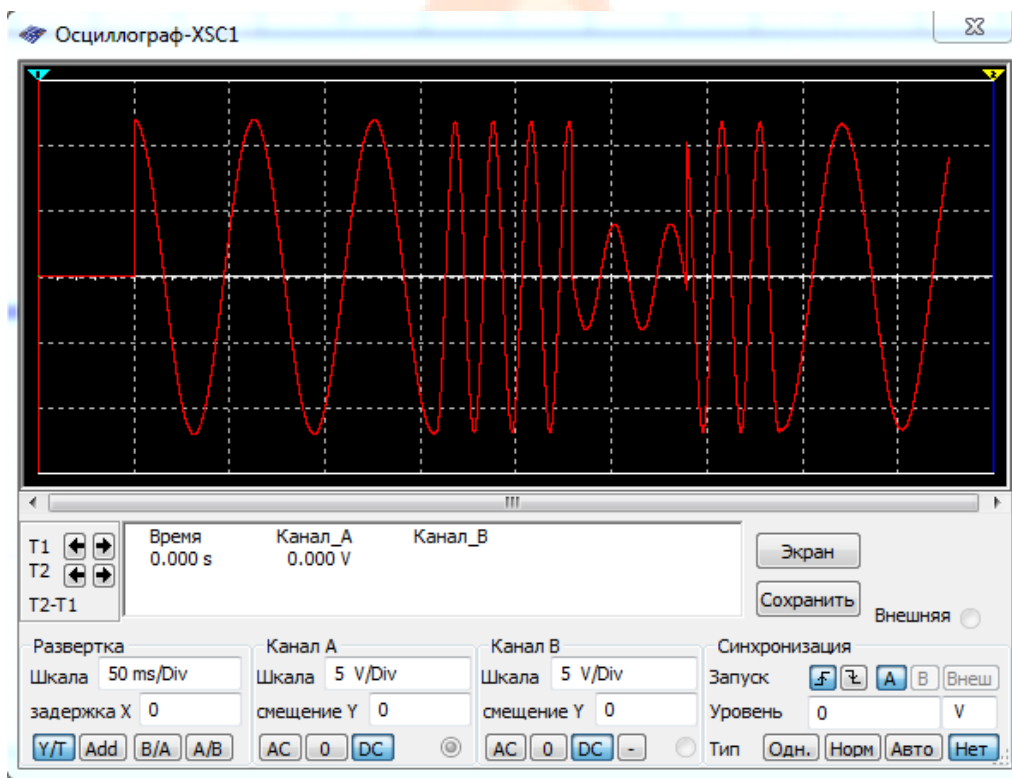 Осциллограф-XSC1
1 2
T1 Время Канал_A Канал_B
T2 0.000 s 0.000 V
T2-T1
Экран
Сохранить
Внешняя
Развертка
Шкала 50 ms/Div
задержка X 0
Y/T Add B/A A/B
Канал A
Шкала 5 V/Div
смещение Y 0
AC 0 DC
Канал B
Шкала 5 V/Div
смещение Y 0
AC 0 DC -
Синхронизация
Запуск A B Внеш
Уровень 0 V
Тип Одн. Норм Авто Нет